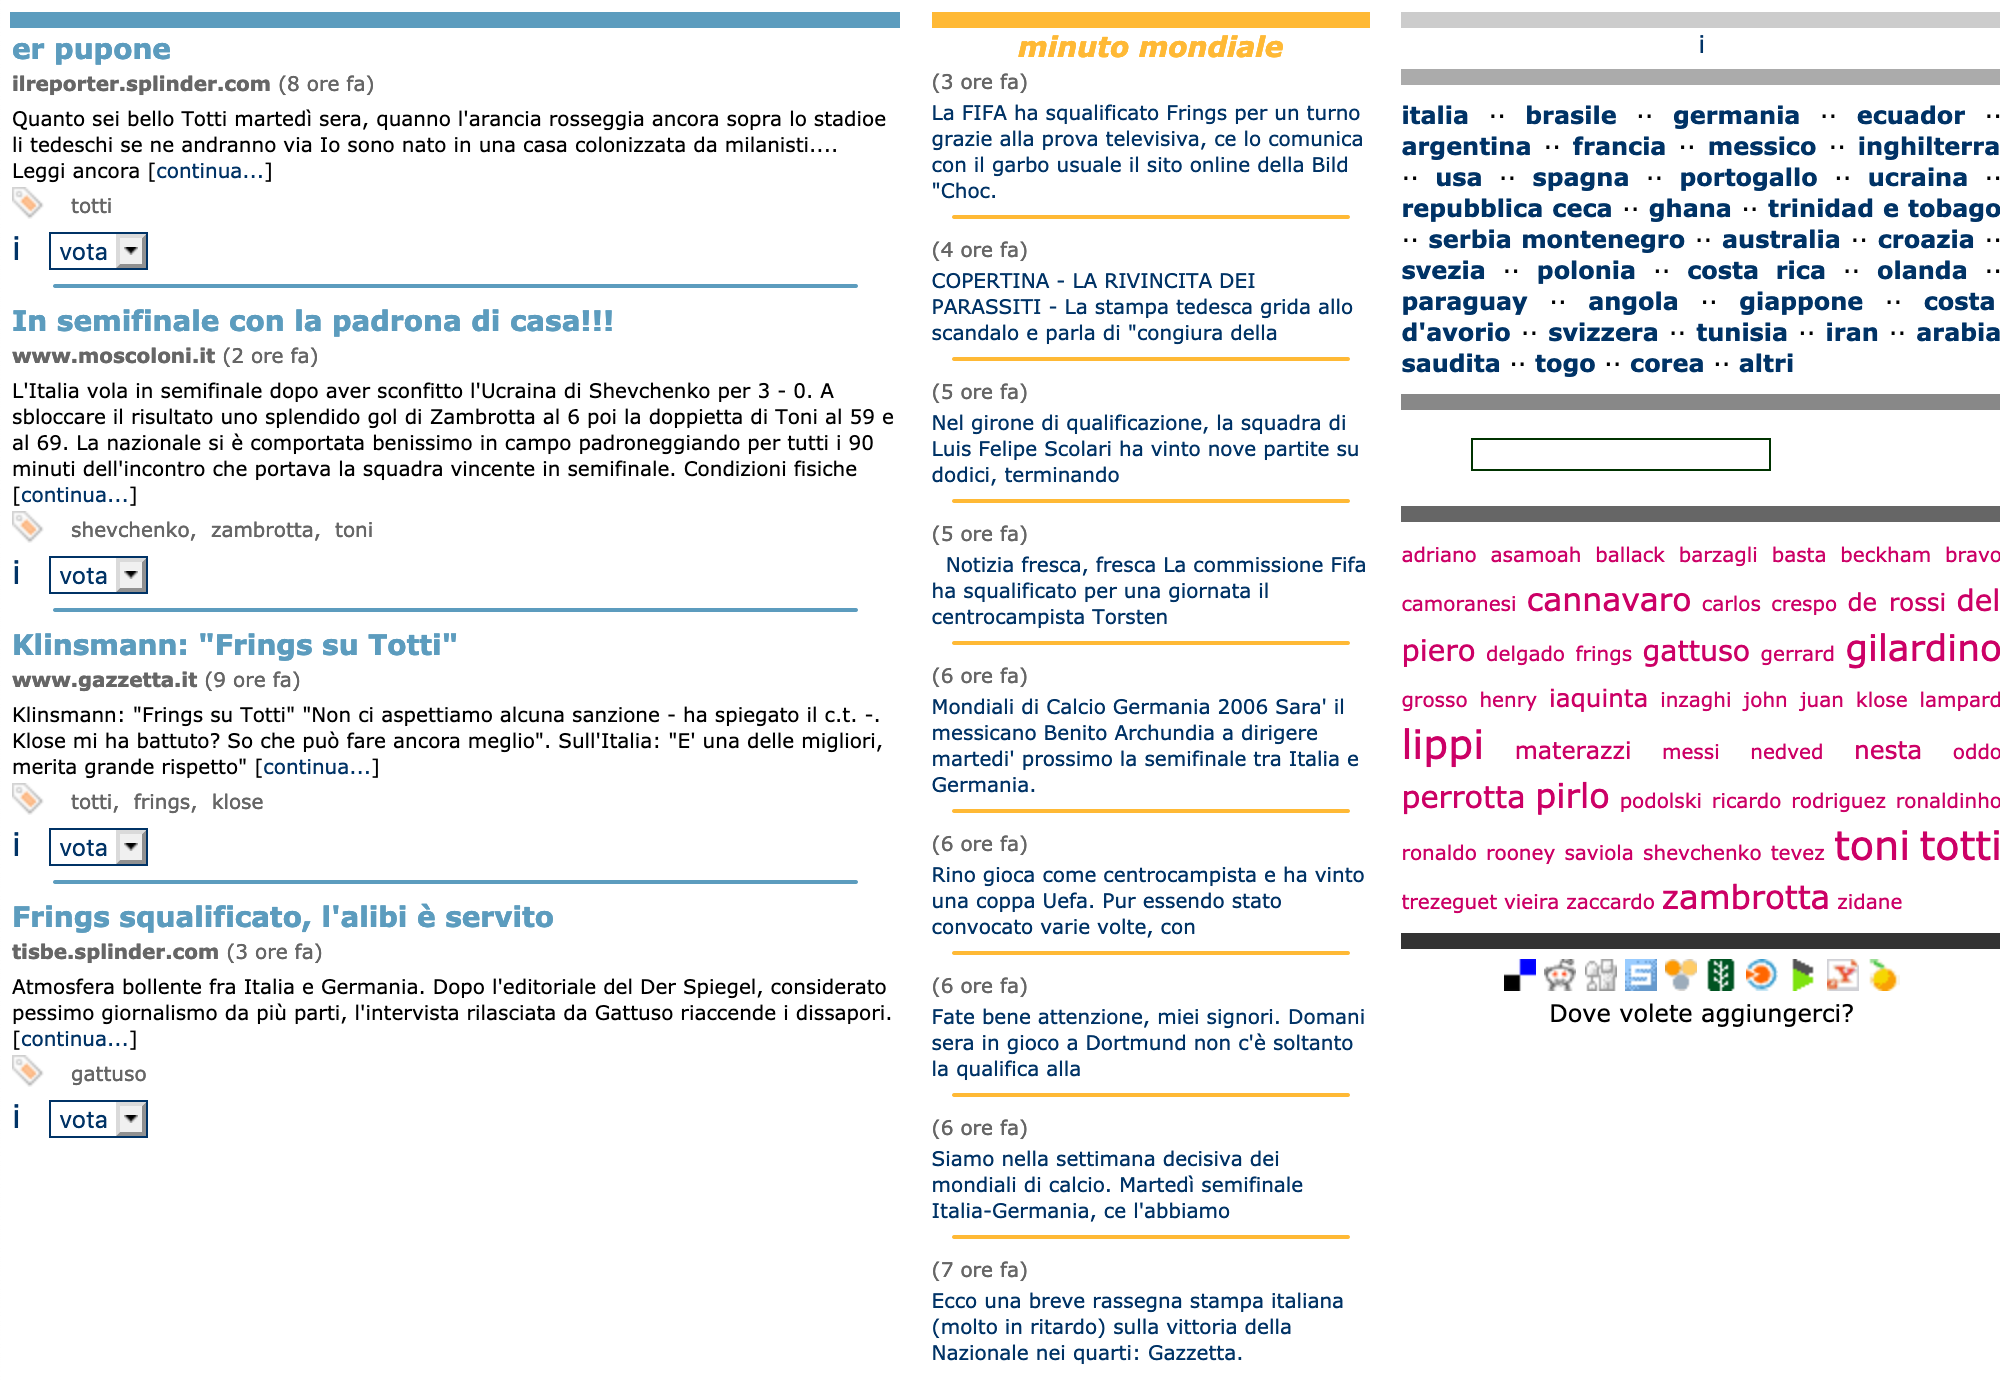 er pupone
ilreporter.splinder.com (8 ore fa)
Quanto sei bello Totti martedì sera, quanno l'arancia rosseggia ancora sopra lo stadioe
li tedeschi se ne andranno via Io sono nato in una casa colonizzata da milanisti....
Leggi ancora [continua...]
totti
i vota
In semifinale con la padrona di casa!!!
www.moscoloni.it (2 ore fa)
L'Italia vola in semifinale dopo aver sconfitto l'Ucraina di Shevchenko per 3 - 0. A
sbloccare il risultato uno splendido gol di Zambrotta al 6 poi la doppietta di Toni al 59 e
al 69. La nazionale si è comportata benissimo in campo padroneggiando per tutti i 90
minuti dell'incontro che portava la squadra vincente in semifinale. Condizioni fisiche
[continua...]
shevchenko, zambrotta, toni
i vota
Klinsmann: "Frings su Totti"
www.gazzetta.it (9 ore fa)
Klinsmann: "Frings su Totti" "Non ci aspettiamo alcuna sanzione - ha spiegato il c.t. -.
Klose mi ha battuto? So che può fare ancora meglio". Sull'Italia: "E' una delle migliori,
merita grande rispetto" [continua...]
totti, frings, klose
i vota
Frings squalificato, l'alibi è servito
tisbe.splinder.com (3 ore fa)
Atmosfera bollente fra Italia e Germania. Dopo l'editoriale del Der Spiegel, considerato
pessimo giornalismo da più parti, l'intervista rilasciata da Gattuso riaccende i dissapori.
[continua...]
gattuso
i vota
minuto mondiale
(3 ore fa)
La FIFA ha squalificato Frings per un turno
grazie alla prova televisiva, ce lo comunica
con il garbo usuale il sito online della Bild
"Choc.
(4 ore fa)
COPERTINA - LA RIVINCITA DEI
PARASSITI - La stampa tedesca grida allo
scandalo e parla di "congiura della
(5 ore fa)
Nel girone di qualificazione, la squadra di
Luis Felipe Scolari ha vinto nove partite su
dodici, terminando
(5 ore fa)
Notizia fresca, fresca La commissione Fifa
ha squalificato per una giornata il
centrocampista Torsten
(6 ore fa)
Mondiali di Calcio Germania 2006 Sara' il
messicano Benito Archundia a dirigere
martedi' prossimo la semifinale tra Italia e
Germania.
(6 ore fa)
Rino gioca come centrocampista e ha vinto
una coppa Uefa. Pur essendo stato
convocato varie volte, con
(6 ore fa)
Fate bene attenzione, miei signori. Domani
sera in gioco a Dortmund non c'è soltanto
la qualifica alla
(6 ore fa)
Siamo nella settimana decisiva dei
mondiali di calcio. Martedì semifinale
Italia-Germania, ce l'abbiamo
(7 ore fa)
Ecco una breve rassegna stampa italiana
(molto in ritardo) sulla vittoria della
Nazionale nei quarti: Gazzetta.
i
italia ·· brasile ·· germania ·· ecuador ··
argentina ·· francia ·· messico ·· inghilterra
·· usa ·· spagna ·· portogallo ·· ucraina ··
repubblica ceca ·· ghana ·· trinidad e tobago
·· serbia montenegro ·· australia ·· croazia ··
svezia ·· polonia ·· costa rica ·· olanda ··
paraguay ·· angola ·· giappone ·· costa
d'avorio ·· svizzera ·· tunisia ·· iran ·· arabia
saudita ·· togo ·· corea ·· altri
adriano asamoah ballack barzagli basta beckham bravo
camoranesi cannavaro carlos crespo de rossi del
piero delgado frings gattuso gerrard gilardino
grosso henry iaquinta inzaghi john juan klose lampard
lippi materazzi messi nedved nesta oddo
perrotta pirlo podolski ricardo rodriguez ronaldinho
ronaldo rooney saviola shevchenko tevez toni totti
trezeguet vieira zaccardo zambrotta zidane
Dove volete aggiungerci?